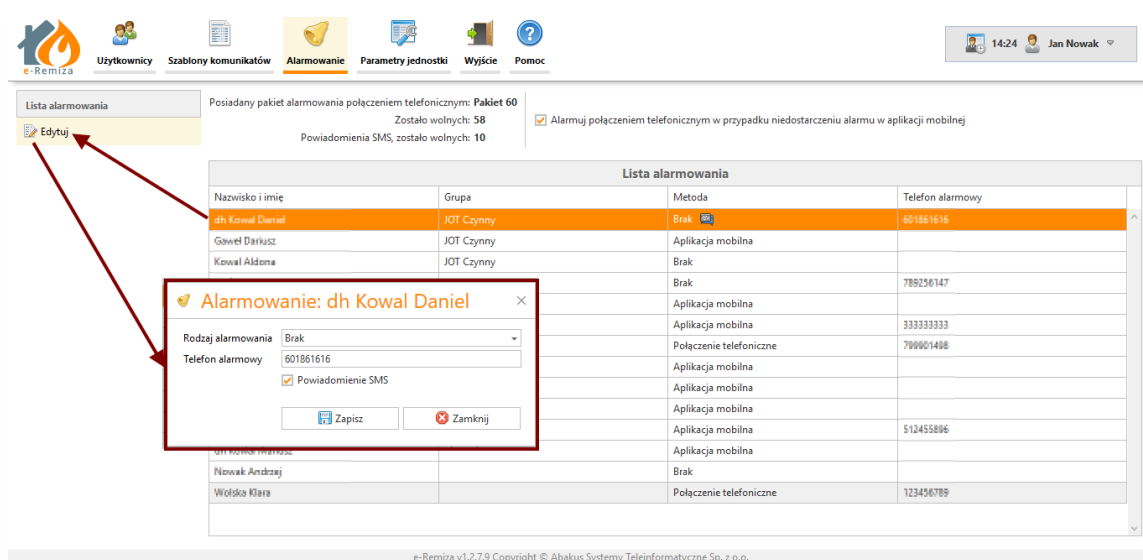 e-Remiza
Użytkownicy Szablony komunikatów Alarmowanie Parametry jednostki Wyjście Pomoc
14:24 Jan Nowak
Lista alarmowania
Edytuj
Posiadany pakiet alarmowania połączeniem telefonicznym: Pakiet 60
Zostało wolnych: 58
Powiadomienia SMS, zostało wolnych: 10
Alarmuj połączeniem telefonicznym w przypadku niedostarczeniu alarmu w aplikacji mobilnej
Lista alarmowania
Nazwisko i imię Grupa Metoda Telefon alarmowy
dh Kowal Daniel JOT Czynny Brak 601861616
Gaweł Dariusz JOT Czynny Aplikacja mobilna
Kowal Aldona JOT Czynny Brak
Brak 789256147
Aplikacja mobilna
Aplikacja mobilna 333333333
Połączenie telefoniczne
Aplikacja mobilna
Aplikacja mobilna
Aplikacja mobilna
Aplikacja mobilna 512455896
Aplikacja mobilna
Nowak Andrzej Brak
Wolska Klara Połączenie telefoniczne 123456789
Alarmowanie: dh Kowal Daniel
Rodzaj alarmowania Brak
Telefon alarmowy 601861616
Powiadomienie SMS
Zapisz Zamknij
e-Remiza v1.2.7.9 Copyright © Abakus Systemy Teleinformatyczne Sp. z o.o.